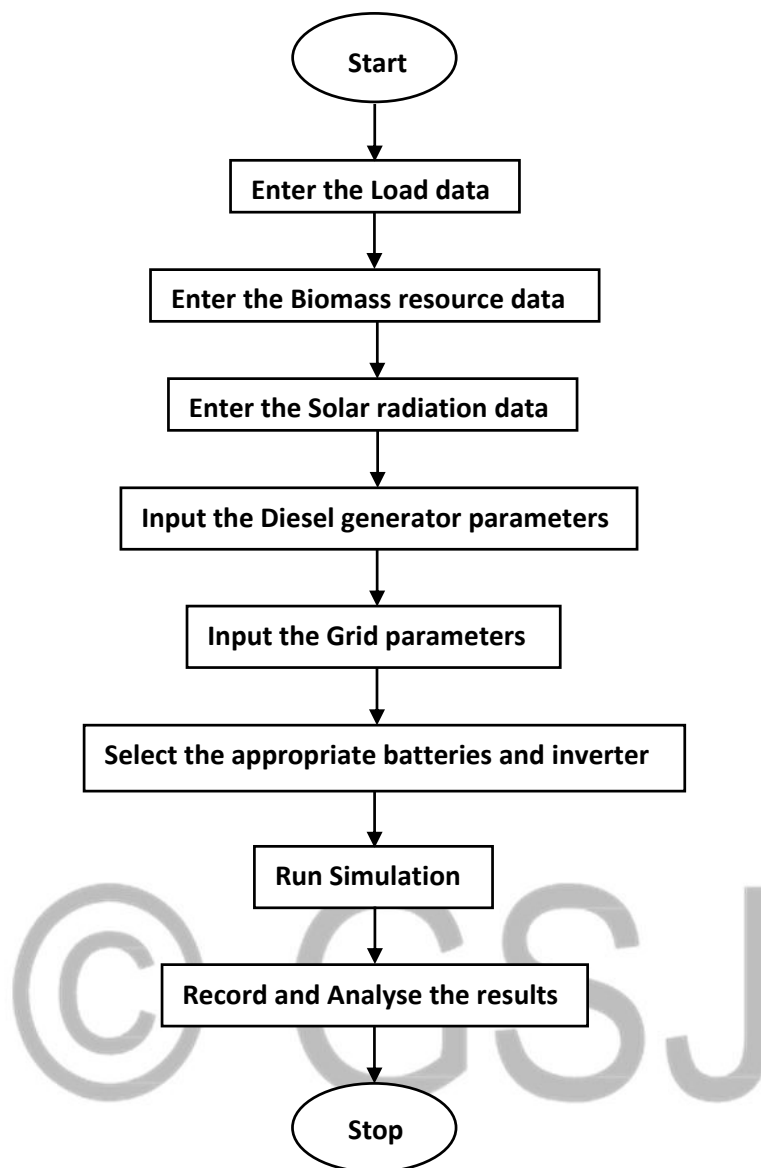 Start
Enter the Load data
Enter the Biomass resource data
Enter the Solar radiation data
Input the Diesel generator parameters
Input the Grid parameters
Select the appropriate batteries and inverter
Run Simulation
© GSJ
Record and Analyse the results
Stop